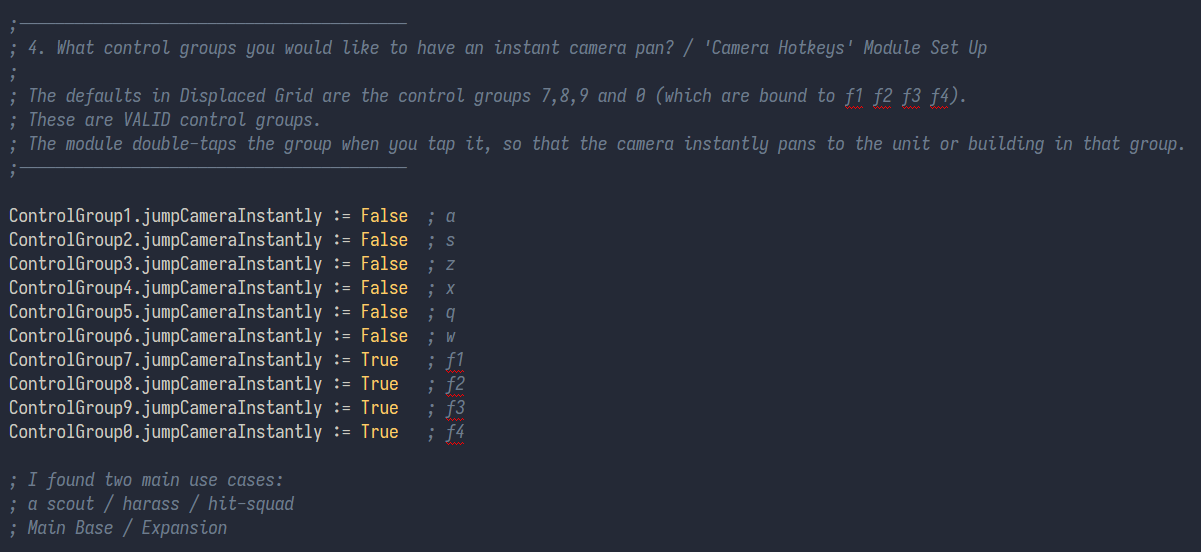 ;
; 4. What control groups you would like to have an instant camera pan? / 'Camera Hotkeys' Module Set Up
;
; The defaults in Displaced Grid are the control groups 7,8,9 and 0 (which are bound to f1 f2 f3 f4).
; These are VALID control groups.
; The module double-taps the group when you tap it, so that the camera instantly pans to the unit or building in that group.
;
ControlGroup1.jumpCameraInstantly := False ; a
ControlGroup2.jumpCameraInstantly := False ; s
ControlGroup3.jumpCameraInstantly := False ; z
ControlGroup4.jumpCameraInstantly := False ; x
ControlGroup5.jumpCameraInstantly := False ; q
ControlGroup6.jumpCameraInstantly := False ; w
ControlGroup7.jumpCameraInstantly := True ; f1
ControlGroup8.jumpCameraInstantly := True ; f2
ControlGroup9.jumpCameraInstantly := True ; f3
ControlGroup0.jumpCameraInstantly := True ; f4
; I found two main use cases:
; a scout / harass / hit-squad
; Main Base / Expansion